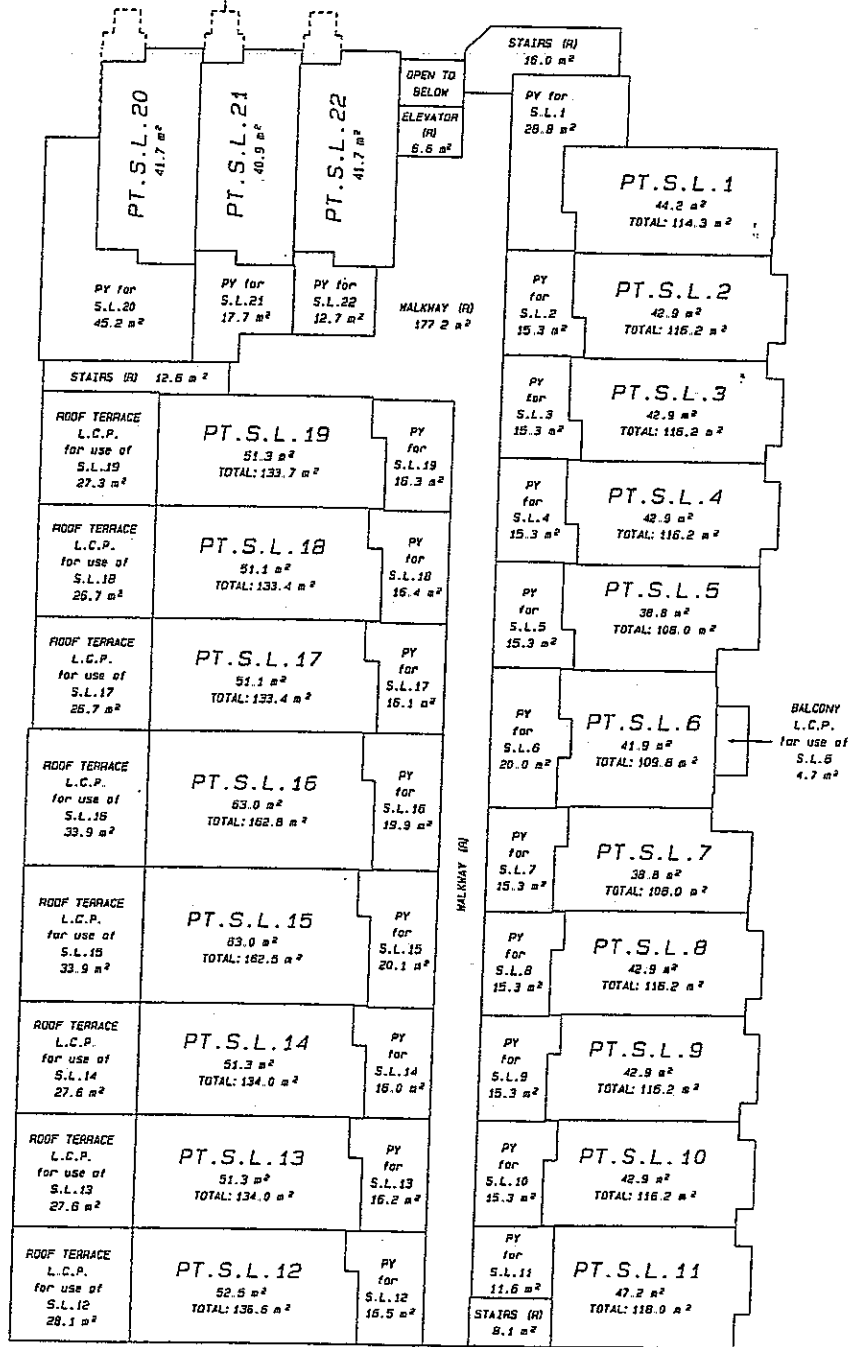 STAIRS (R)
16.0 m²
OPEN TO
BELOW
ELEVATOR
(R)
6.6 m²
PY for
S.L.1
28.8 m²
PT.S.L.20
41.7 m²
PT.S.L.21
40.9 m²
PT.S.L.22
41.7 m²
PT.S.L.1
44.2 m²
TOTAL: 114.3 m²
PY for
S.L.20
45.2 m²
PY for
S.L.21
17.7 m²
PY for
S.L.22
12.7 m²
WALKWAY (R)
177.2 m²
PY
for
S.L.2
15.3 m²
PT.S.L.2
42.9 m²
TOTAL: 116.2 m²
STAIRS (R) 12.6 m²
PY
for
S.L.3
15.3 m²
PT.S.L.3
42.9 m²
TOTAL: 116.2 m²
ROOF TERRACE
L.C.P.
for use of
S.L.19
27.3 m²
PT.S.L.19
51.3 m²
TOTAL: 133.7 m²
PY
for
S.L.19
16.3 m²
PY
for
S.L.4
15.3 m²
PT.S.L.4
42.9 m²
TOTAL: 116.2 m²
ROOF TERRACE
L.C.P.
for use of
S.L.18
26.7 m²
PT.S.L.18
51.1 m²
TOTAL: 133.4 m²
PY
for
S.L.18
16.4 m²
PY
for
S.L.5
15.3 m²
PT.S.L.5
38.8 m²
TOTAL: 108.0 m²
ROOF TERRACE
L.C.P.
for use of
S.L.17
26.7 m²
PT.S.L.17
51.1 m²
TOTAL: 133.4 m²
PY
for
S.L.17
16.1 m²
PY
for
S.L.6
20.0 m²
PT.S.L.6
41.9 m²
TOTAL: 109.8 m²
BALCONY
L.C.P.
for use of
S.L.6
4.7 m²
ROOF TERRACE
L.C.P.
for use of
S.L.16
33.9 m²
PT.S.L.16
63.0 m²
TOTAL: 162.8 m²
PY
for
S.L.16
19.9 m²
WALKWAY (R)
PY
for
S.L.7
15.3 m²
PT.S.L.7
38.8 m²
TOTAL: 108.0 m²
ROOF TERRACE
L.C.P.
for use of
S.L.15
33.9 m²
PT.S.L.15
63.0 m²
TOTAL: 162.5 m²
PY
for
S.L.15
20.1 m²
PY
for
S.L.8
15.3 m²
PT.S.L.8
42.9 m²
TOTAL: 116.2 m²
ROOF TERRACE
L.C.P.
for use of
S.L.14
27.6 m²
PT.S.L.14
51.3 m²
TOTAL: 134.0 m²
PY
for
S.L.14
16.0 m²
PY
for
S.L.9
15.3 m²
PT.S.L.9
42.9 m²
TOTAL: 116.2 m²
ROOF TERRACE
L.C.P.
for use of
S.L.13
27.6 m²
PT.S.L.13
51.3 m²
TOTAL: 134.0 m²
PY
for
S.L.13
16.2 m²
PY
for
S.L.10
15.3 m²
PT.S.L.10
42.9 m²
TOTAL: 116.2 m²
ROOF TERRACE
L.C.P.
for use of
S.L.12
28.1 m²
PT.S.L.12
52.5 m²
TOTAL: 136.6 m²
PY
for
S.L.12
16.5 m²
PY
for
S.L.11
11.6 m²
PT.S.L.11
47.2 m²
TOTAL: 118.0 m²
STAIRS (R)
8.1 m²